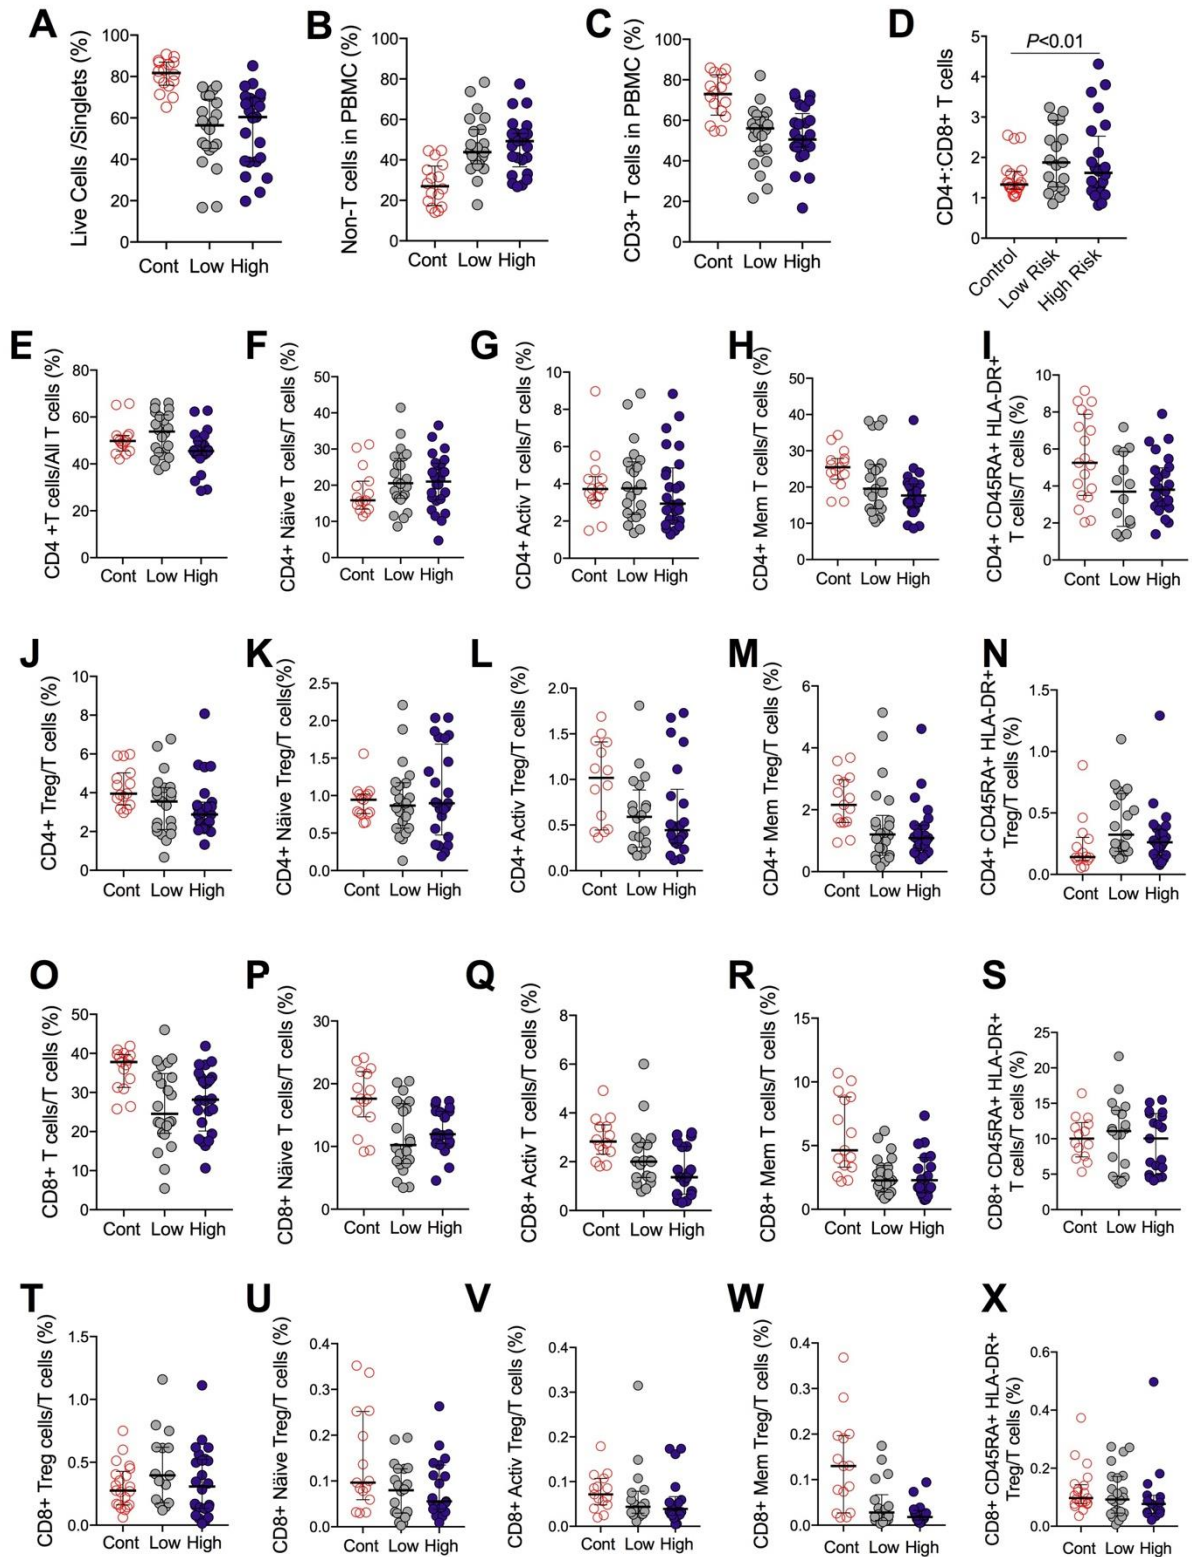 A
Live Cells /Singlets (%)
100
80
60
40
20
0
Cont Low High
B
Non-T cells in PBMC (%)
100
80
60
40
20
0
Cont Low High
C
CD3+ T cells in PBMC (%)
100
80
60
40
20
0
Cont Low High
D
CD4+:CD8+ T cells
5
4
3
2
1
0
P<0.01
Control
Low Risk
High Risk
E
CD4 +T cells/All T cells (%)
80
60
40
20
0
Cont Low High
F
CD4+ Näive T cells/T cells (%)
50
40
30
20
10
0
Cont Low High
G
CD4+ Activ T cells/T cells (%)
10
8
6
4
2
0
Cont Low High
H
CD4+ Mem T cells/T cells (%)
50
40
30
20
10
0
Cont Low High
I
CD4+ CD45RA+ HLA-DR+
T cells/T cells (%)
10
8
6
4
2
0
Cont Low High
J
CD4+ Treg/T cells (%)
10
8
6
4
2
0
Cont Low High
K
CD4+ Näive Treg/T cells(%)
2.5
2.0
1.5
1.0
0.5
0.0
Cont Low High
L
CD4+ Activ Treg/T cells (%)
2.0
1.5
1.0
0.5
0.0
Cont Low High
M
CD4+ Mem Treg/T cells (%)
6
4
2
0
Cont Low High
N
CD4+ CD45RA+ HLA-DR+
Treg/T cells (%)
1.5
1.0
0.5
0.0
Cont Low High
O
CD8+ T cells/T cells (%)
50
40
30
20
10
0
Cont Low High
P
CD8+ Näive T cells/T cells (%)
30
20
10
0
Cont Low High
Q
CD8+ Activ T cells/T cells (%)
8
6
4
2
0
Cont Low High
R
CD8+ Mem T cells/T cells (%)
15
10
5
0
Cont Low High
S
CD8+ CD45RA+ HLA-DR+
T cells/T cells (%)
25
20
15
10
5
0
Cont Low High
T
CD8+ Treg cells/T cells (%)
1.5
1.0
0.5
0.0
Cont Low High
U
CD8+ Näive Treg/T cells (%)
0.4
0.3
0.2
0.1
0.0
Cont Low High
V
CD8+ Activ Treg/T cells (%)
0.4
0.3
0.2
0.1
0.0
Cont Low High
W
CD8+ Mem Treg/T cells (%)
0.4
0.3
0.2
0.1
0.0
Cont Low High
X
CD8+ CD45RA+ HLA-DR+
Treg/T cells (%)
0.6
0.4
0.2
0.0
Cont Low High